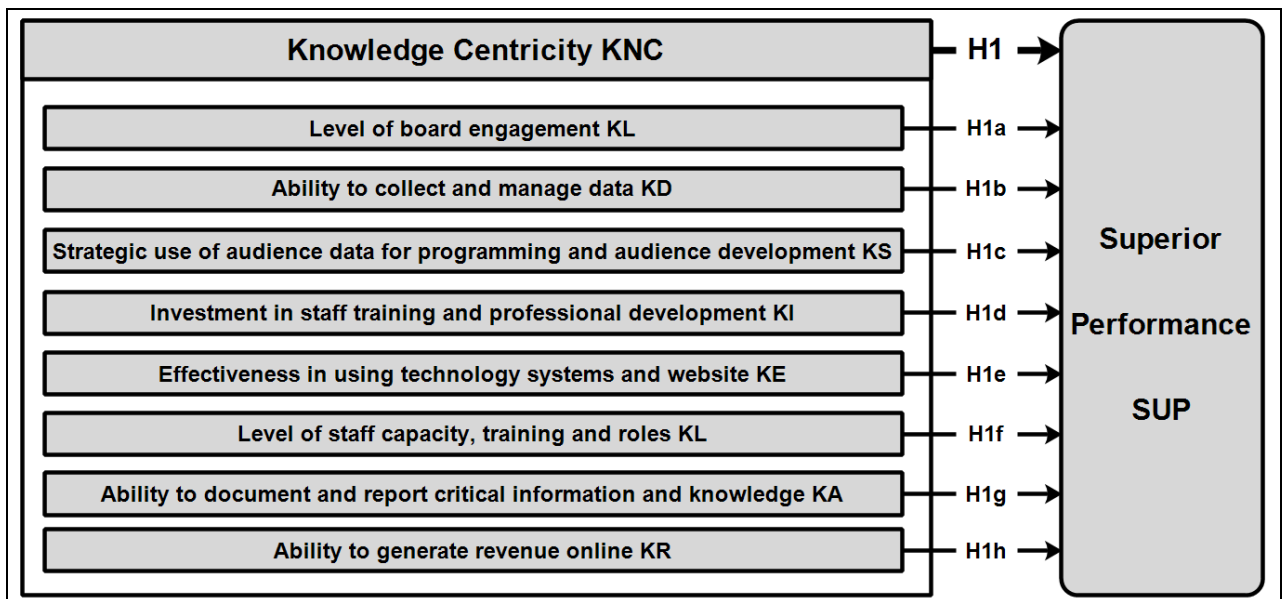 Knowledge Centricity KNC
H1
Level of board engagement KL
H1a
Ability to collect and manage data KD
H1b
Strategic use of audience data for programming and audience development KS
H1c
Investment in staff training and professional development KI
H1d
Effectiveness in using technology systems and website KE
H1e
Level of staff capacity, training and roles KL
H1f
Ability to document and report critical information and knowledge KA
H1g
Ability to generate revenue online KR
H1h
Superior
Performance
SUP